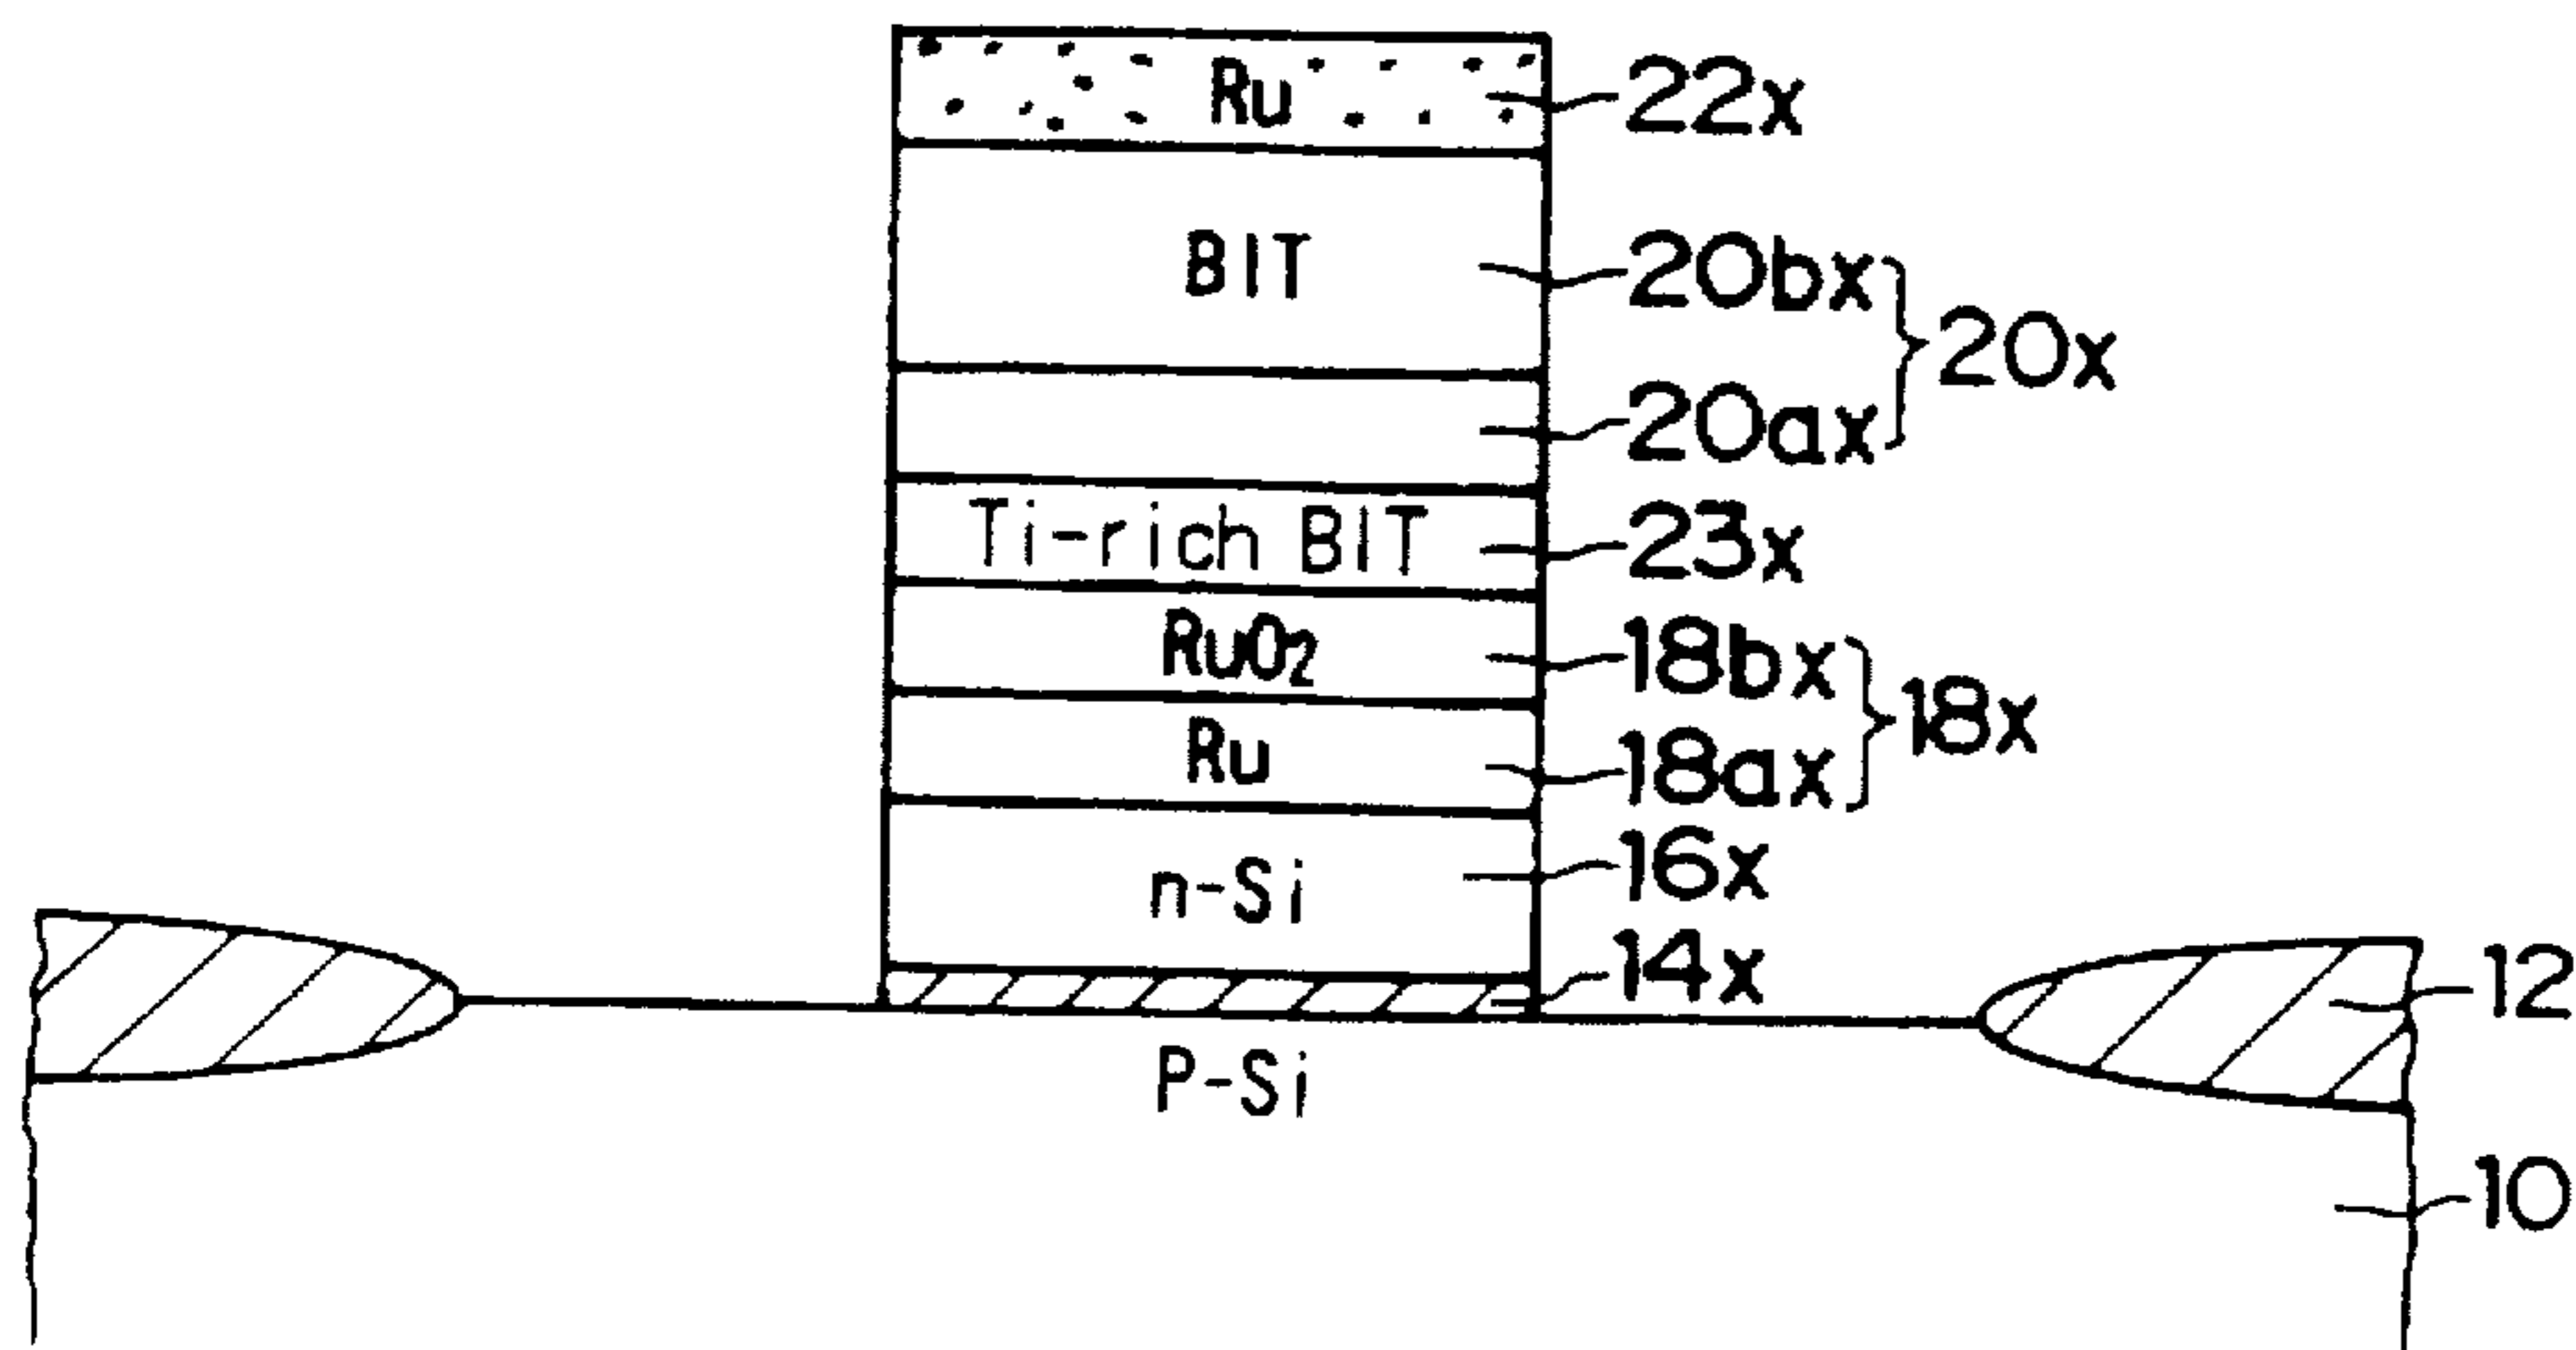 Ru 22x
BIT 20bx
20x
20ax
Ti-rich BIT 23x
RuO2 18bx
18x
Ru 18ax
n-Si 16x
14x
12
P-Si
10